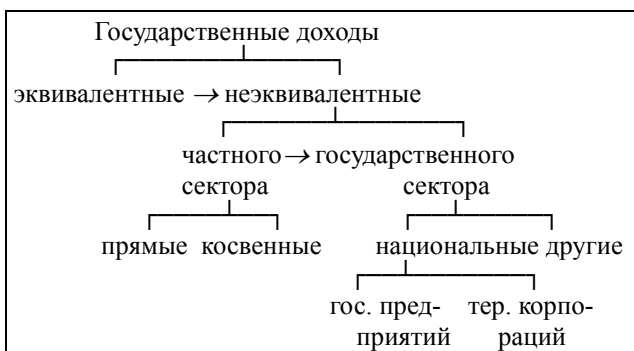 Государственные доходы
эквивалентные → неэквивалентные
частного → государственного
сектора сектора
прямые косвенные национальные другие
гос. пред- тер. корпо-
приятий раций